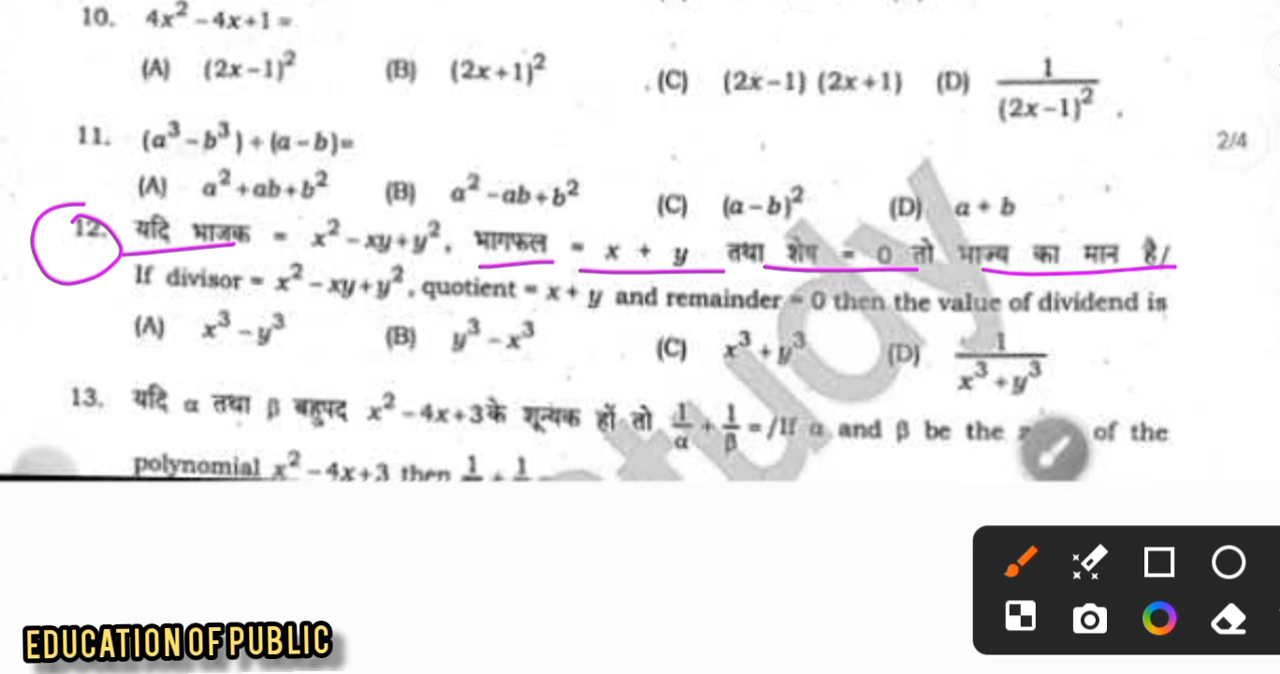 10. 4x² - 4x + 1 =
(A) (2x-1)² (B) (2x+1)² (C) (2x-1) (2x+1) (D) 1/(2x-1)²
11. (a³ - b³) ÷ (a - b) =
2/4
(A) a² + ab + b² (B) a² - ab + b² (C) (a - b)² (D) a + b
12. यदि भाजक = x² - xy + y², भागफल = x + y तथा शेष = 0 तो भाज्य का मान है/
If divisor = x² - xy + y², quotient = x + y and remainder = 0 then the value of dividend is
(A) x³ - y³ (B) y³ - x³ (C) x³ + y³ (D) 1/(x³ + y³)
13. यदि α तथा β बहुपद x² - 4x + 3 के शून्यक हों तो 1/α + 1/β = /If α and β be the of the
polynomial x² - 4x + 3 then
EDUCATION OF PUBLIC